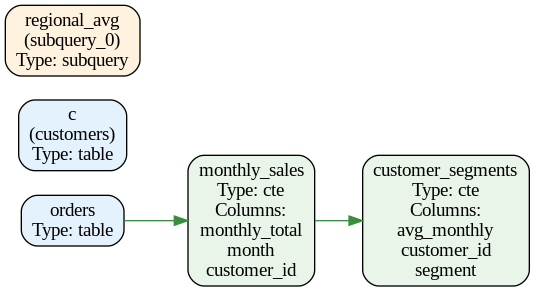 regional_avg
(subquery_0)
Type: subquery
c
(customers)
Type: table
orders
Type: table
monthly_sales
Type: cte
Columns:
monthly_total
month
customer_id
customer_segments
Type: cte
Columns:
avg_monthly
customer_id
segment